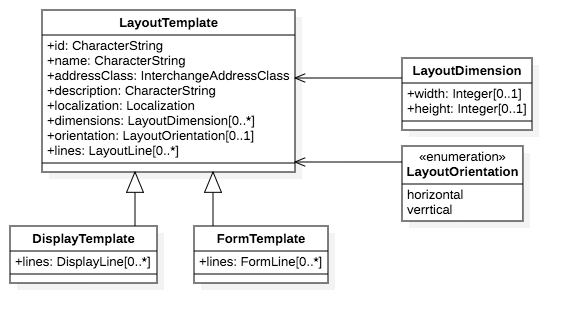 LayoutTemplate
+id: CharacterString
+name: CharacterString
+addressClass: InterchangeAddressClass
+description: CharacterString
+localization: Localization
+dimensions: LayoutDimension[0..*]
+orientation: LayoutOrientation[0..1]
+lines: LayoutLine[0..*]
LayoutDimension
+width: Integer[0..1]
+height: Integer[0..1]
«enumeration»
LayoutOrientation
horizontal
verrtical
DisplayTemplate
+lines: DisplayLine[0..*]
FormTemplate
+lines: FormLine[0..*]